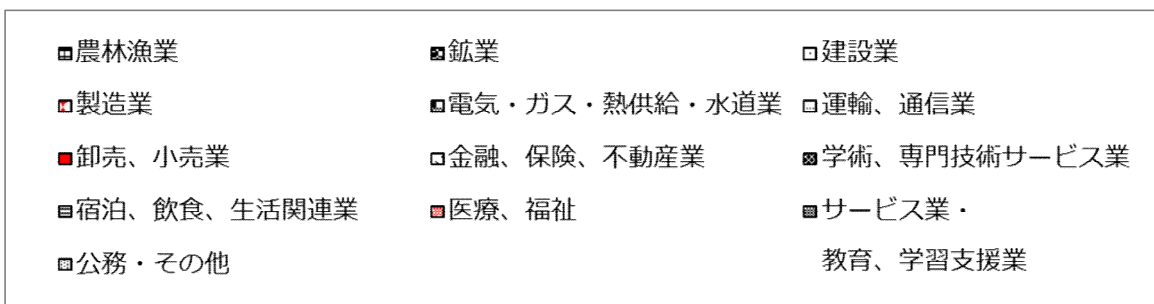 農林漁業 鉱業 建設業
製造業 電気・ガス・熱供給・水道業 運輸、通信業
卸売、小売業 金融、保険、不動産業 学術、専門技術サービス業
宿泊、飲食、生活関連業 医療、福祉 サービス業・
公務・その他 教育、学習支援業